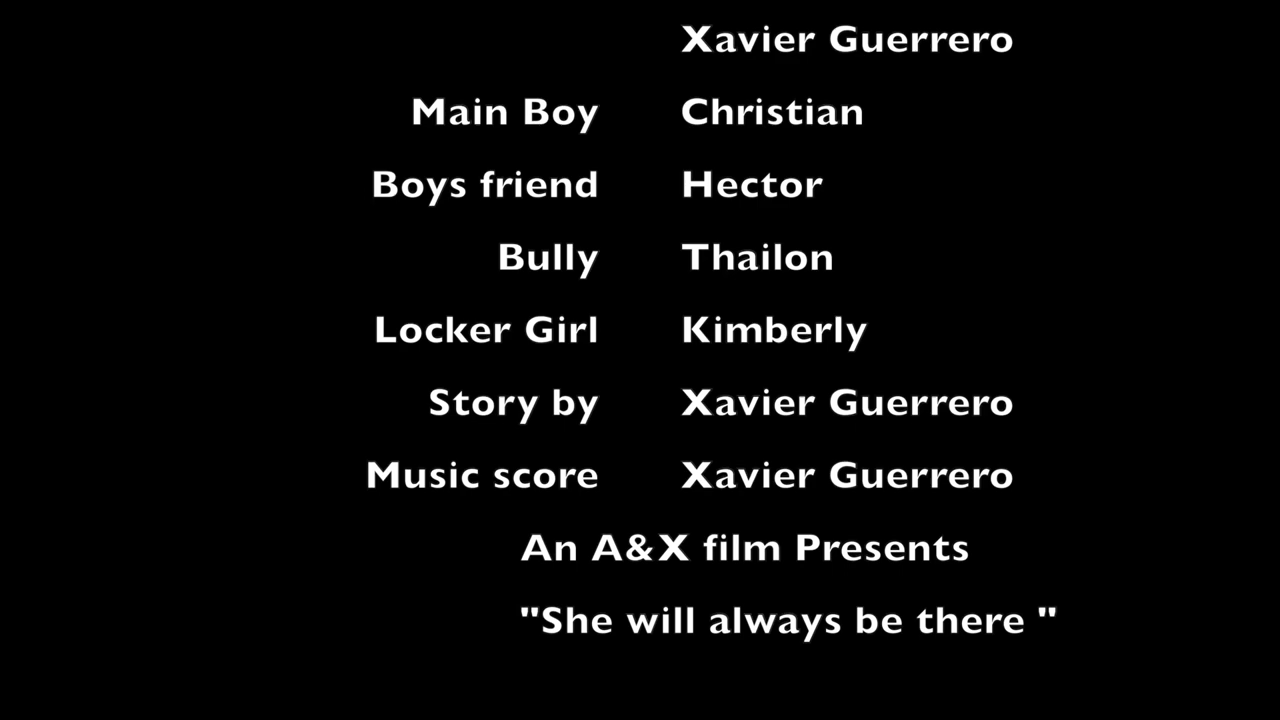 Xavier Guerrero
Main Boy Christian
Boys friend Hector
Bully Thailon
Locker Girl Kimberly
Story by Xavier Guerrero
Music score Xavier Guerrero
An A&X film Presents
"She will always be there "